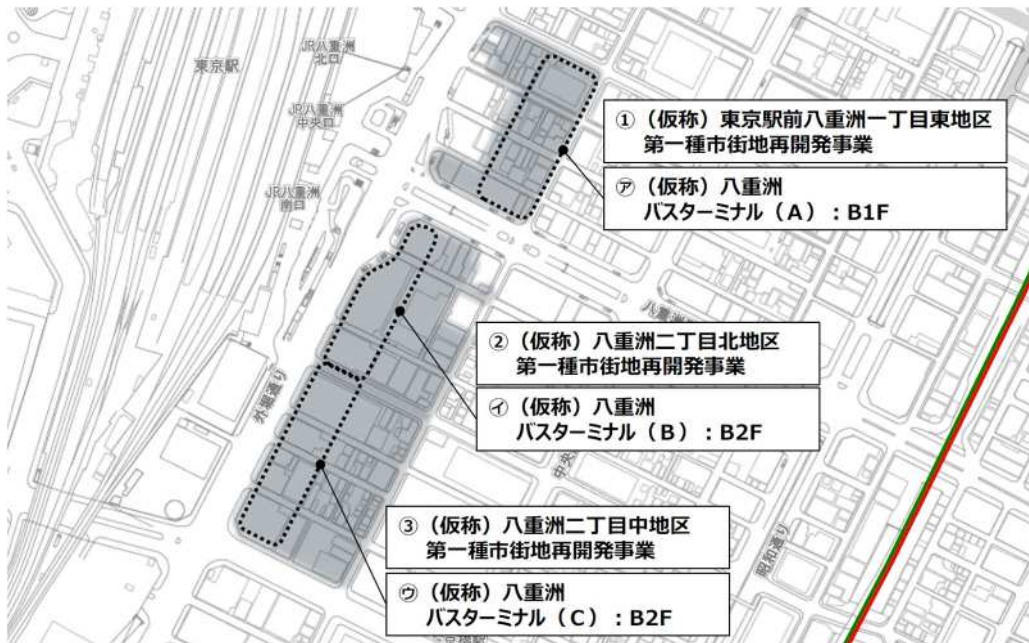 JR八重洲
北口
東京駅
JR八重洲
中央口
① (仮称) 東京駅前八重洲一丁目東地区
第一種市街地再開発事業
㋐ (仮称) 八重洲
バスターミナル (A) : B1F
JR八重洲
南口
八重洲
② (仮称) 八重洲二丁目北地区
第一種市街地再開発事業
㋑ (仮称) 八重洲
バスターミナル (B) : B2F
外堀通り
中央
③ (仮称) 八重洲二丁目中地区
第一種市街地再開発事業
㋒ (仮称) 八重洲
バスターミナル (C) : B2F
昭和通り